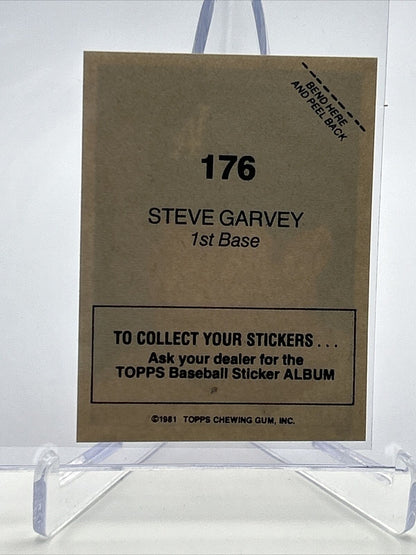 BEND HERE
AND PEEL BACK
176
STEVE GARVEY
1st Base
TO COLLECT YOUR STICKERS...
Ask your dealer for the
TOPPS Baseball Sticker ALBUM
©1981 TOPPS CHEWING GUM, INC.